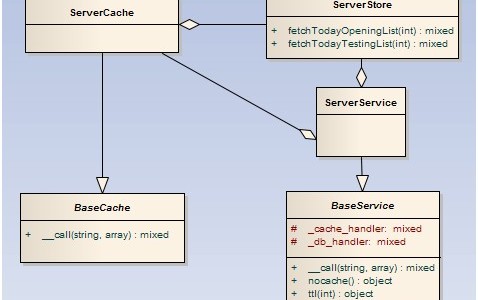 ServerCache
ServerStore
+ fetchTodayOpeningList(int) : mixed
+ fetchTodayTestingList(int) : mixed
ServerService
BaseCache
+ __call(string, array) : mixed
BaseService
# _cache_handler: mixed
# _db_handler: mixed
+ __call(string, array) : mixed
+ nocache() : object
+ ttl(int) : object